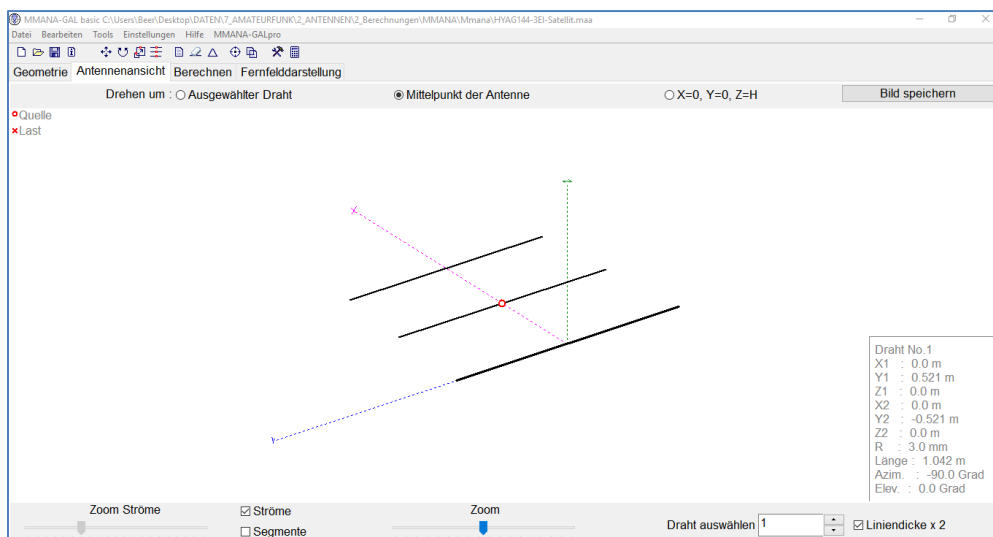 MMANA-GAL basic C:\Users\Beer\Desktop\DATEN\7_AMATEURFUNK\2_ANTENNEN\2_Berechnungen\MMANA\Mmana\HYAG144-3El-Satellit.maa
Datei Bearbeiten Tools Einstellungen Hilfe MMANA-GALpro
Geometrie Antennenansicht Berechnen Fernfelddarstellung
Drehen um : Ausgewählter Draht Mittelpunkt der Antenne X=0, Y=0, Z=H Bild speichern
Quelle
Last
X
Y
Draht No.1
X1 : 0.0 m
Y1 : 0.521 m
Z1 : 0.0 m
X2 : 0.0 m
Y2 : -0.521 m
Z2 : 0.0 m
R : 3.0 mm
Länge : 1.042 m
Azim. : -90.0 Grad
Elev. : 0.0 Grad
Zoom Ströme Ströme Zoom
Segmente
Draht auswählen 1 Liniendicke x 2